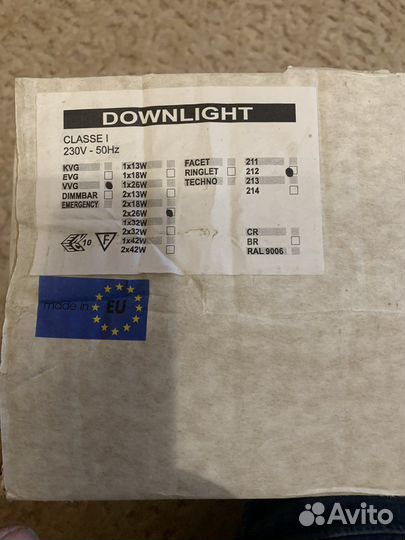 DOWNLIGHT
CLASSE I
230V - 50Hz
KVG
EVG
VVG
DIMMBAR
EMERGENCY
1x13W
1x18W
1x26W
2x13W
2x18W
2x26W
1x32W
2x32W
1x42W
2x42W
FACET
RINGLET
TECHNO
211
212
213
214
10
F
CR
BR
RAL 9006
made in EU
Avito